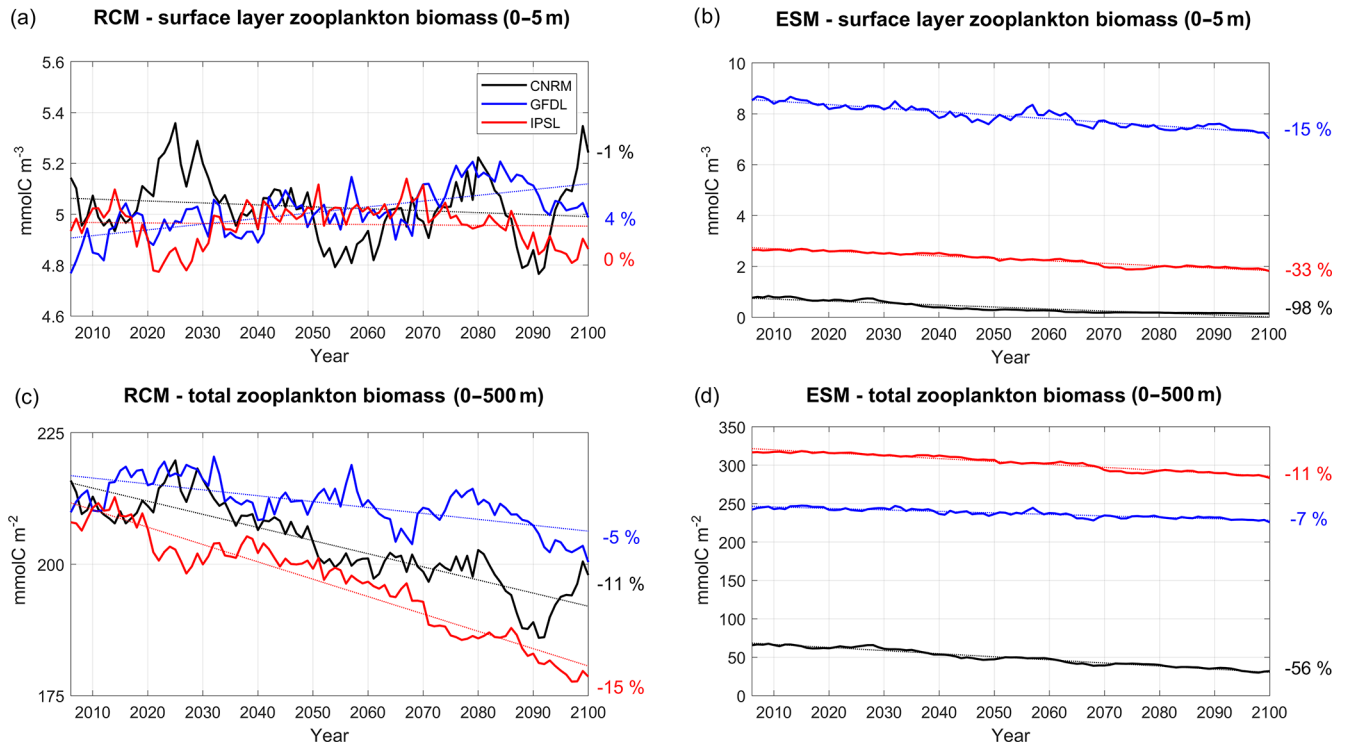 (a) RCM - surface layer zooplankton biomass (0–5 m)
5.6
5.4
5.2
5
4.8
4.6
mmolC m-3
CNRM
GFDL
IPSL
-1 %
4 %
0 %
2010 2020 2030 2040 2050 2060 2070 2080 2090 2100
Year
(b) ESM - surface layer zooplankton biomass (0–5 m)
10
8
6
4
2
0
mmolC m-3
-15 %
-33 %
-98 %
2010 2020 2030 2040 2050 2060 2070 2080 2090 2100
Year
(c) RCM - total zooplankton biomass (0–500 m)
225
200
175
mmolC m-2
-5 %
-11 %
-15 %
2010 2020 2030 2040 2050 2060 2070 2080 2090 2100
Year
(d) ESM - total zooplankton biomass (0–500 m)
350
300
250
200
150
100
50
0
mmolC m-2
-11 %
-7 %
-56 %
2010 2020 2030 2040 2050 2060 2070 2080 2090 2100
Year